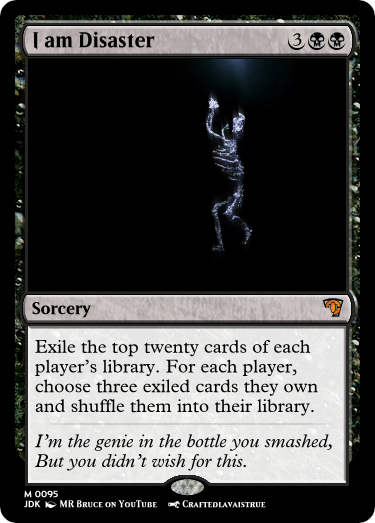 I am Disaster 3
Sorcery
Exile the top twenty cards of each
player's library. For each player,
choose three exiled cards they own
and shuffle them into their library.
I'm the genie in the bottle you smashed,
But you didn't wish for this.
M 0095
JDK MR Bruce on YouTube Craftedlavaistrue